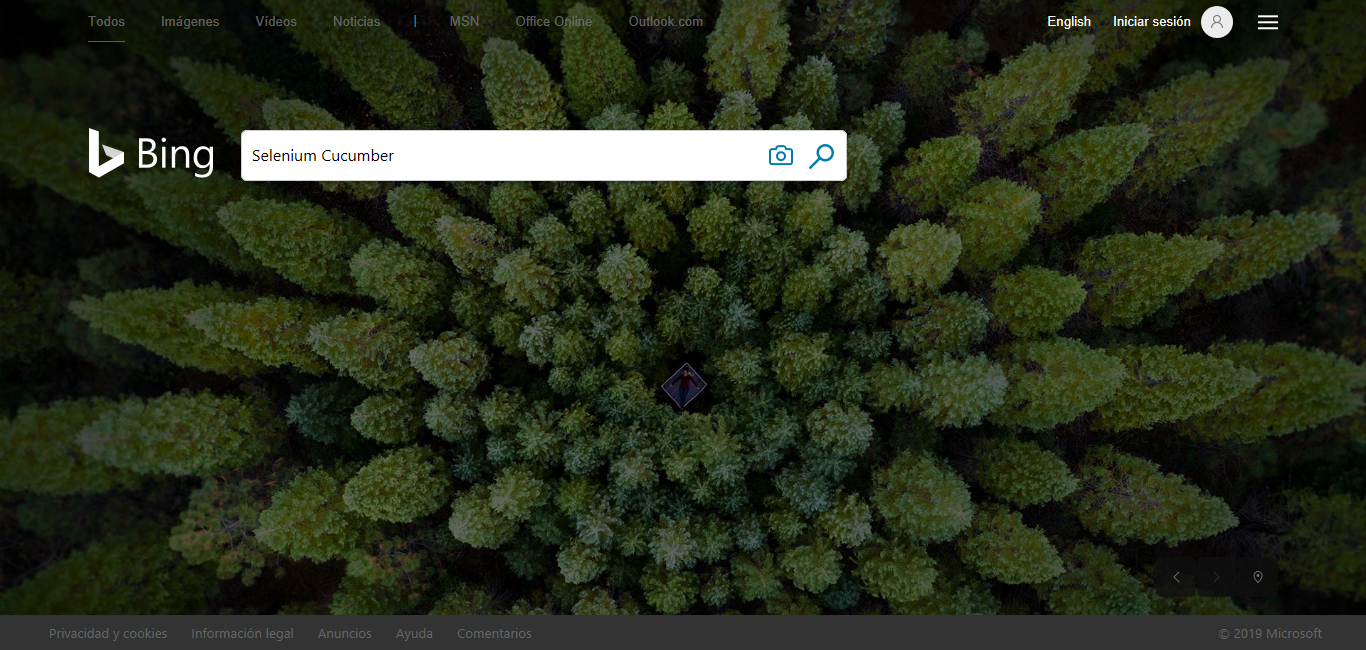 Todos Imágenes Vídeos Noticias | MSN Office Online Outlook.com English Iniciar sesión
Bing Selenium Cucumber
Privacidad y cookies Información legal Anuncios Ayuda Comentarios © 2019 Microsoft